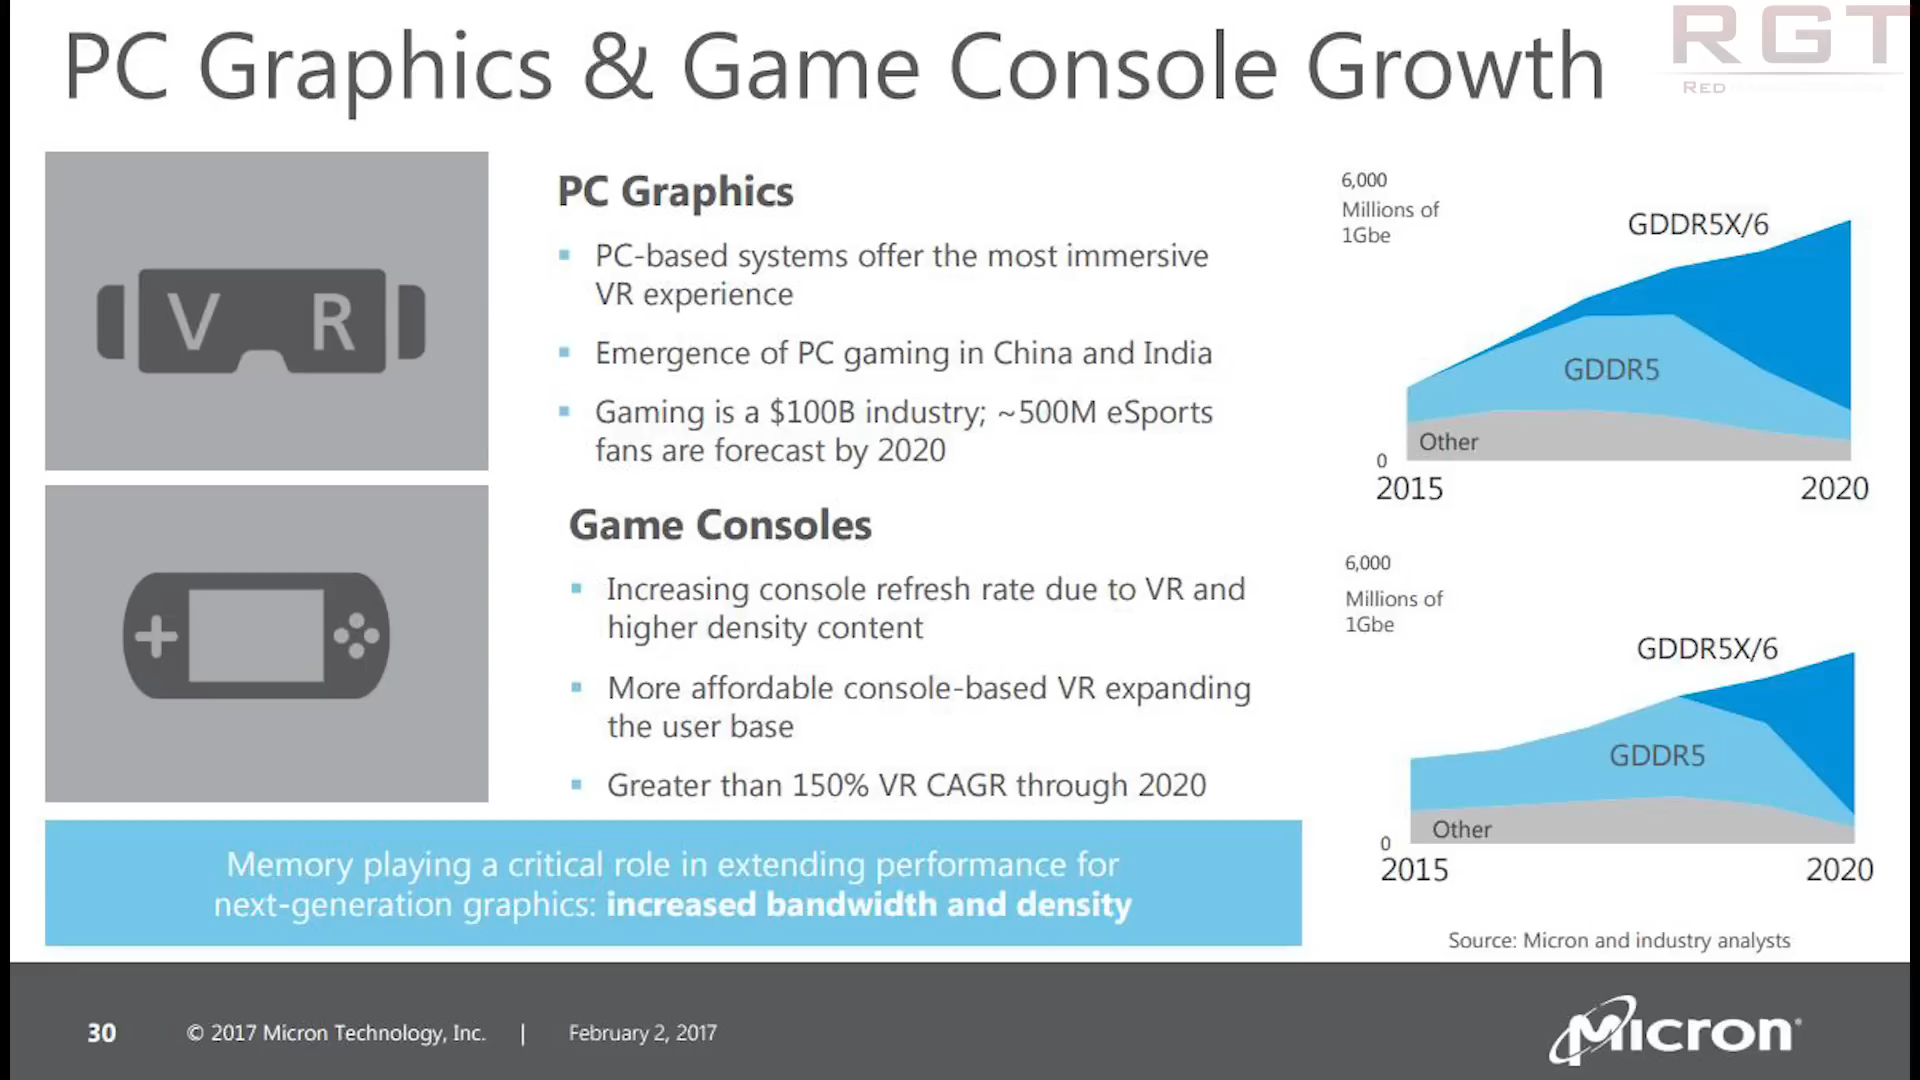 PC Graphics & Game Console Growth
RGT
RED
V R
PC Graphics
PC-based systems offer the most immersive
VR experience
Emergence of PC gaming in China and India
Gaming is a $100B industry; ~500M eSports
fans are forecast by 2020
Game Consoles
Increasing console refresh rate due to VR and
higher density content
More affordable console-based VR expanding
the user base
Greater than 150% VR CAGR through 2020
Memory playing a critical role in extending performance for
next-generation graphics: increased bandwidth and density
6,000
Millions of
1Gbe
GDDR5X/6
GDDR5
Other
0
2015 2020
6,000
Millions of
1Gbe
GDDR5X/6
GDDR5
Other
0
2015 2020
Source: Micron and industry analysts
30 © 2017 Micron Technology, Inc. | February 2, 2017
Micron